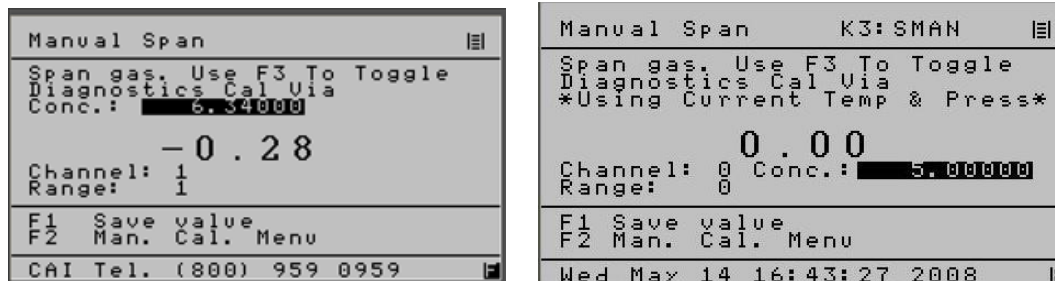 Manual Span
Span gas. Use F3 To Toggle
Diagnostics Cal Via
Conc.: 6.34000
-0.28
Channel: 1
Range: 1
F1 Save value
F2 Man. Cal. Menu
CAI Tel. (800) 959 0959
Manual Span K3:SMAN
Span gas. Use F3 To Toggle
Diagnostics Cal Via
*Using Current Temp & Press*
0.00
Channel: 0 Conc.: 5.00000
Range: 0
F1 Save value
F2 Man. Cal. Menu
Wed May 14 16:43:27 2008